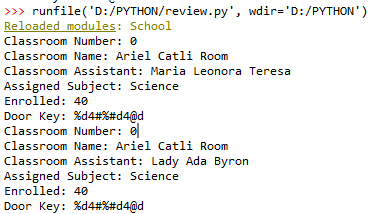 >>> runfile('D:/PYTHON/review.py', wdir='D:/PYTHON')
Reloaded modules: School
Classroom Number: 0
Classroom Name: Ariel Catli Room
Classroom Assistant: Maria Leonora Teresa
Assigned Subject: Science
Enrolled: 40
Door Key: %d4#%#d4@d
Classroom Number: 0
Classroom Name: Ariel Catli Room
Classroom Assistant: Lady Ada Byron
Assigned Subject: Science
Enrolled: 40
Door Key: %d4#%#d4@d